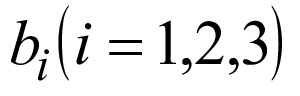 b_i (i = 1,2,3)